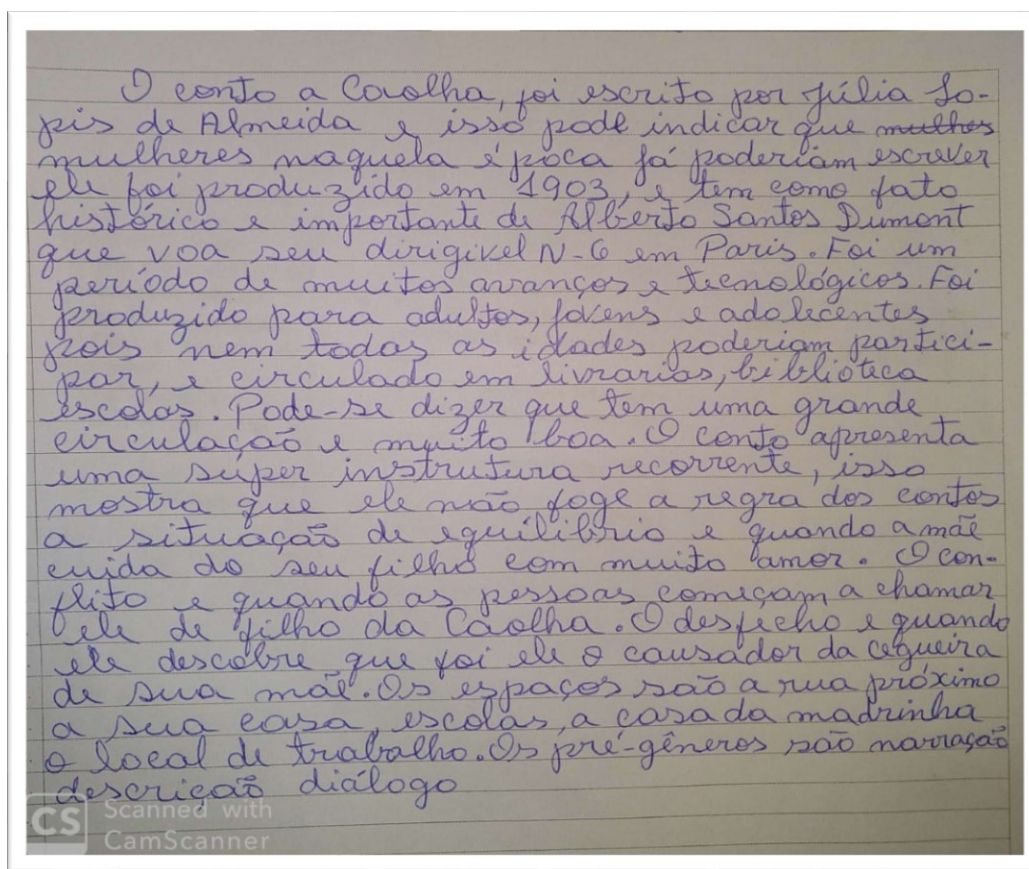 O conto a Caolha, foi escrito por Júlia Lo-
pis de Almeida e isso pode indicar que mulhes
mulheres naquela época já poderiam escrever
ele foi produzido em 1903, e tem como fato
histórico e importante de Alberto Santos Dumont
que voa seu dirigivel N-6 em Paris. Foi um
período de muitos avanços e tecnológicos. Foi
produzido para adultos, jovens e adolecentes
pois nem todas as idades poderiam partici-
par, e circulado em livrarias, biblióteca
escolas. Pode-se dizer que tem uma grande
circulação e muito boa. O conto apresenta
uma súper instrutura recorrente, isso
mostra que ele não foge a regra dos contos
a situação de equilíbrio e quando a mãe
cuida do seu filho com muito amor. O con-
flito e quando as pessoas começam a chamar
ele de filho da Caolha. O desfecho e quando
ele descobre que foi ele o causador da cegueira
de sua mãe. Os espaços são a rua próximo
a sua casa, escolas, a casa da madrinha
o local de trabalho. Os pré-gêneros são narração
descrição diálogo
CS Scanned with
CamScanner